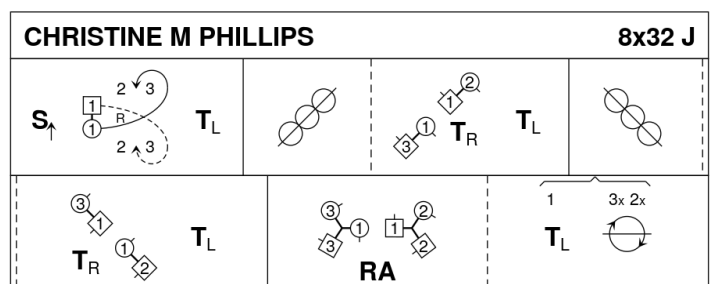 CHRISTINE M PHILLIPS 8x32 J
2 3
S↑ 1 R 1 T L
2 3
2 1 3 1 T R T L
3 1 1 2 T R T L
3 1 3 1 2 2
RA
1 3x 2x
T L